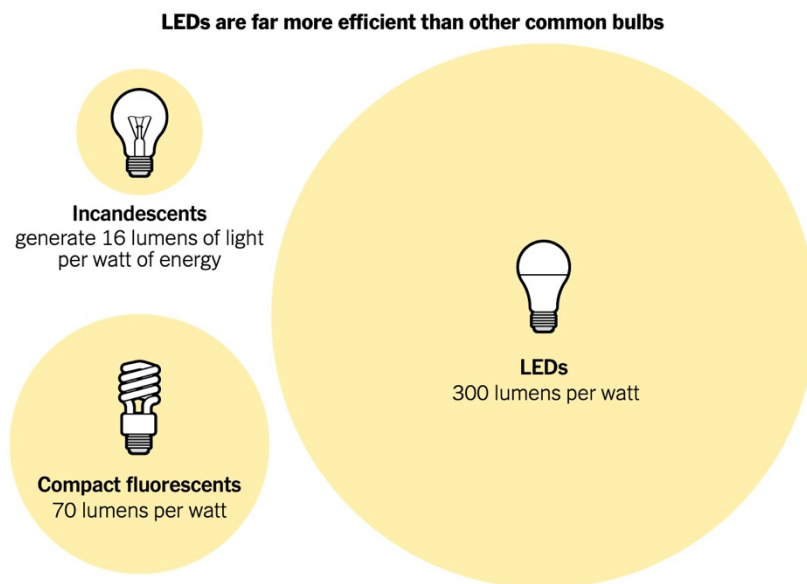 LEDs are far more efficient than other common bulbs
Incandescents
generate 16 lumens of light
per watt of energy
LEDs
300 lumens per watt
Compact fluorescents
70 lumens per watt